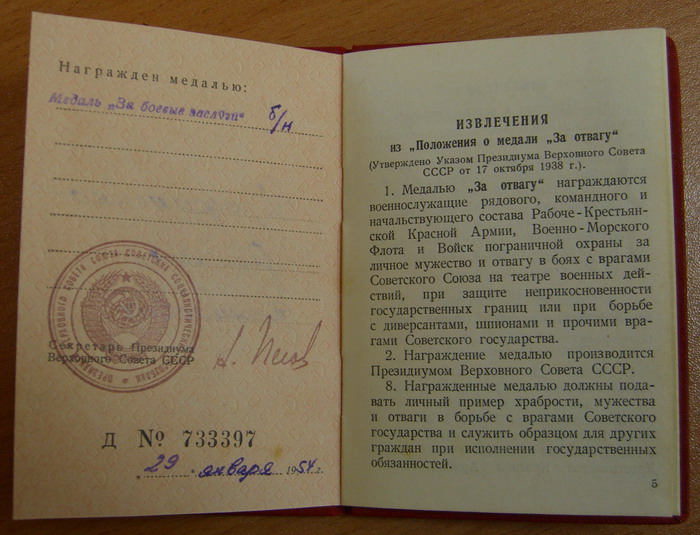 Награжден медалью:
Медаль „За боевые заслуги" б/н
Секретарь Президиума
Верховного Совета СССР
Д № 733397
29 января 1954 г.
ИЗВЛЕЧЕНИЯ
из „Положения о медали „За отвагу"
(Утверждено Указом Президиума Верховного Совета
СССР от 17 октября 1938 г.).
1. Медалью „За отвагу" награждаются
военнослужащие рядового, командного и
начальствующего состава Рабоче-Крестьян-
ской Красной Армии, Военно-Морского
Флота и Войск пограничной охраны за
личное мужество и отвагу в боях с врагами
Советского Союза на театре военных дей-
ствий, при защите неприкосновенности
государственных границ или при борьбе
с диверсантами, шпионами и прочими вра-
гами Советского государства.
2. Награждение медалью производится
Президиумом Верховного Совета СССР.
8. Награжденные медалью должны пода-
вать личный пример храбрости, мужества
и отваги в борьбе с врагами Советского
государства и служить образцом для других
граждан при исполнении государственных
обязанностей.
5